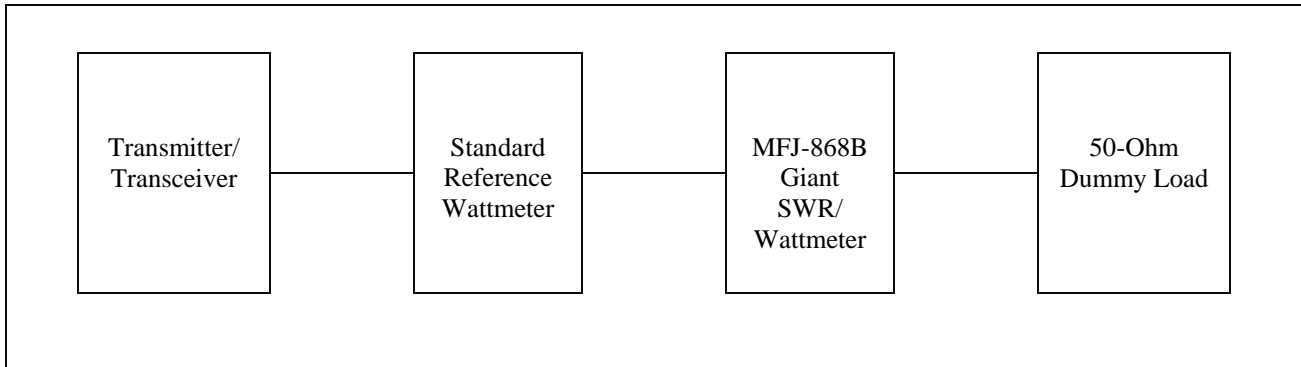 Transmitter/
Transceiver
Standard
Reference
Wattmeter
MFJ-868B
Giant
SWR/
Wattmeter
50-Ohm
Dummy Load